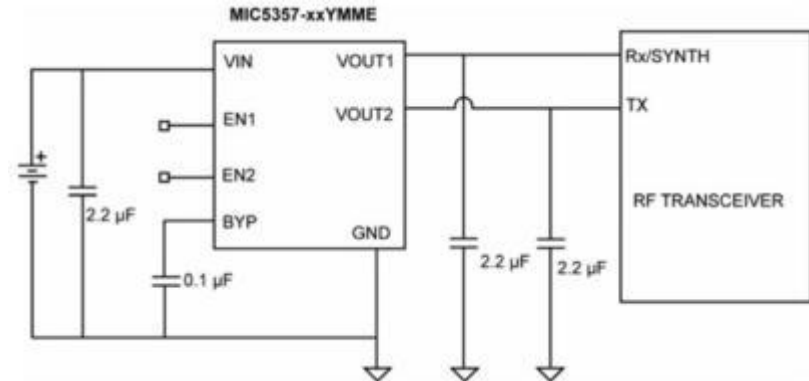 MIC5357-xxYMME
VIN
VOUT1
EN1
VOUT2
EN2
BYP
GND
+
2.2 µF
0.1 µF
2.2 µF
2.2 µF
Rx/SYNTH
TX
RF TRANSCEIVER